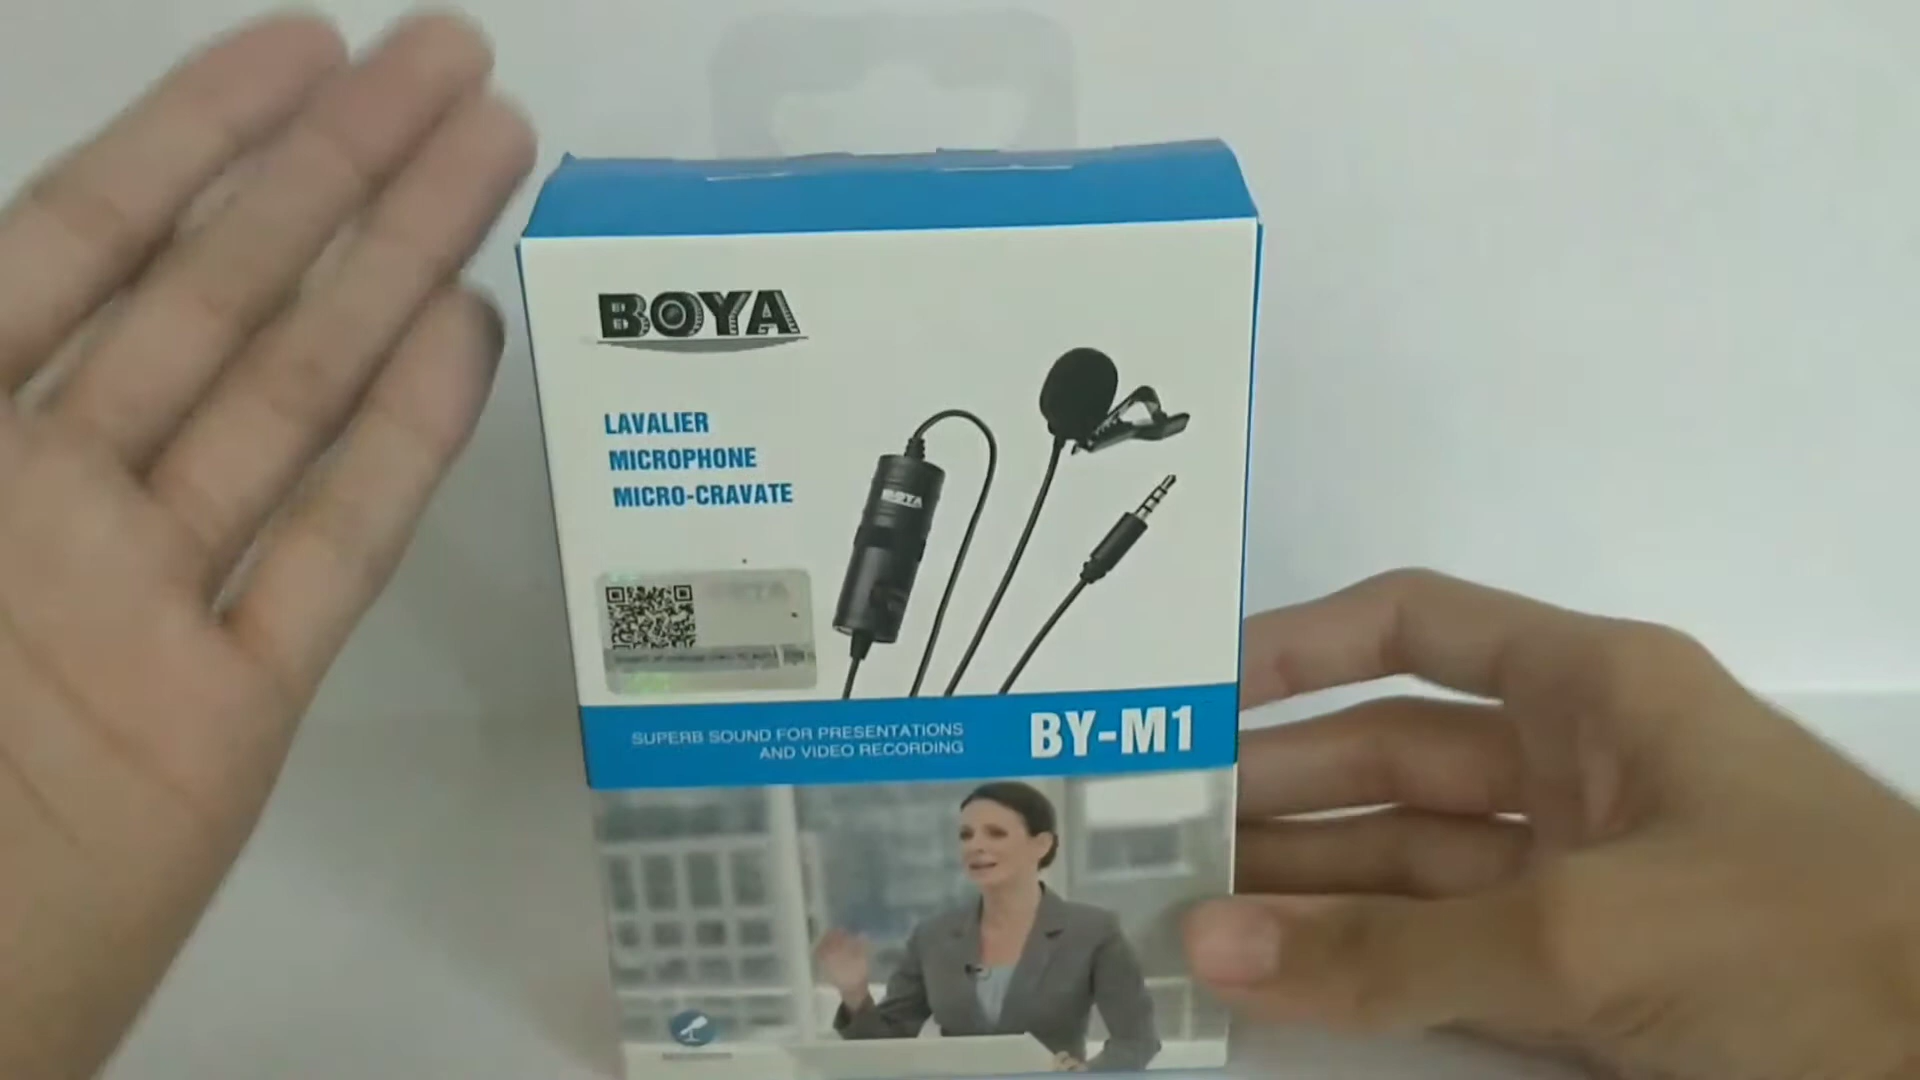 BOYA
LAVALIER
MICROPHONE
MICRO-CRAVATE
BOYA
SUPERB SOUND FOR PRESENTATIONS
AND VIDEO RECORDING
BY-M1